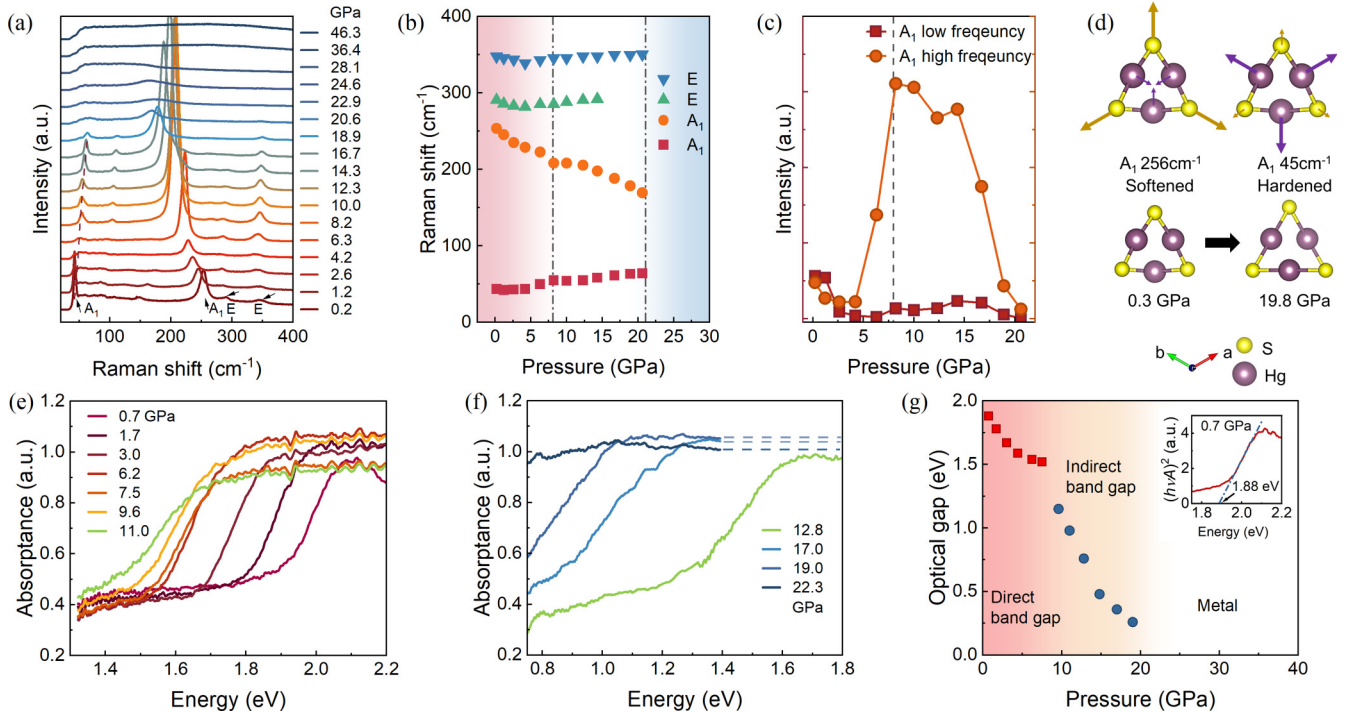 (a)
GPa
46.3
36.4
28.1
24.6
22.9
20.6
18.9
16.7
14.3
12.3
10.0
8.2
6.3
4.2
2.6
1.2
0.2
Intensity (a.u.)
A1
A1
E
E
0
100
200
300
400
Raman shift (cm-1)
(b)
400
350
300
250
200
150
100
50
0
Raman shift (cm-1)
E
E
A1
A1
0
5
10
15
20
25
30
Pressure (GPa)
(c)
A1 low freqeuncy
A1 high freqeuncy
Intensity (a.u.)
0
5
10
15
20
Pressure (GPa)
(d)
A1 256cm-1
Softened
A1 45cm-1
Hardened
0.3 GPa
19.8 GPa
b
a
S
Hg
(e)
0.7 GPa
1.7
3.0
6.2
7.5
9.6
11.0
1.2
1.0
0.8
0.6
0.4
0.2
Absorptance (a.u.)
1.4
1.6
1.8
2.0
2.2
Energy (eV)
(f)
1.2
1.0
0.8
0.6
0.4
0.2
Absorptance (a.u.)
12.8
17.0
19.0
22.3
GPa
0.8
1.0
1.2
1.4
1.6
1.8
Energy (eV)
(g)
2.0
1.5
1.0
0.5
0.0
Optical gap (eV)
Direct
band gap
Indirect
band gap
Metal
0.7 GPa
1.88 eV
(hνA)2 (a.u.)
4
2
0
1.8
2.0
2.2
Energy (eV)
0
10
20
30
40
Pressure (GPa)